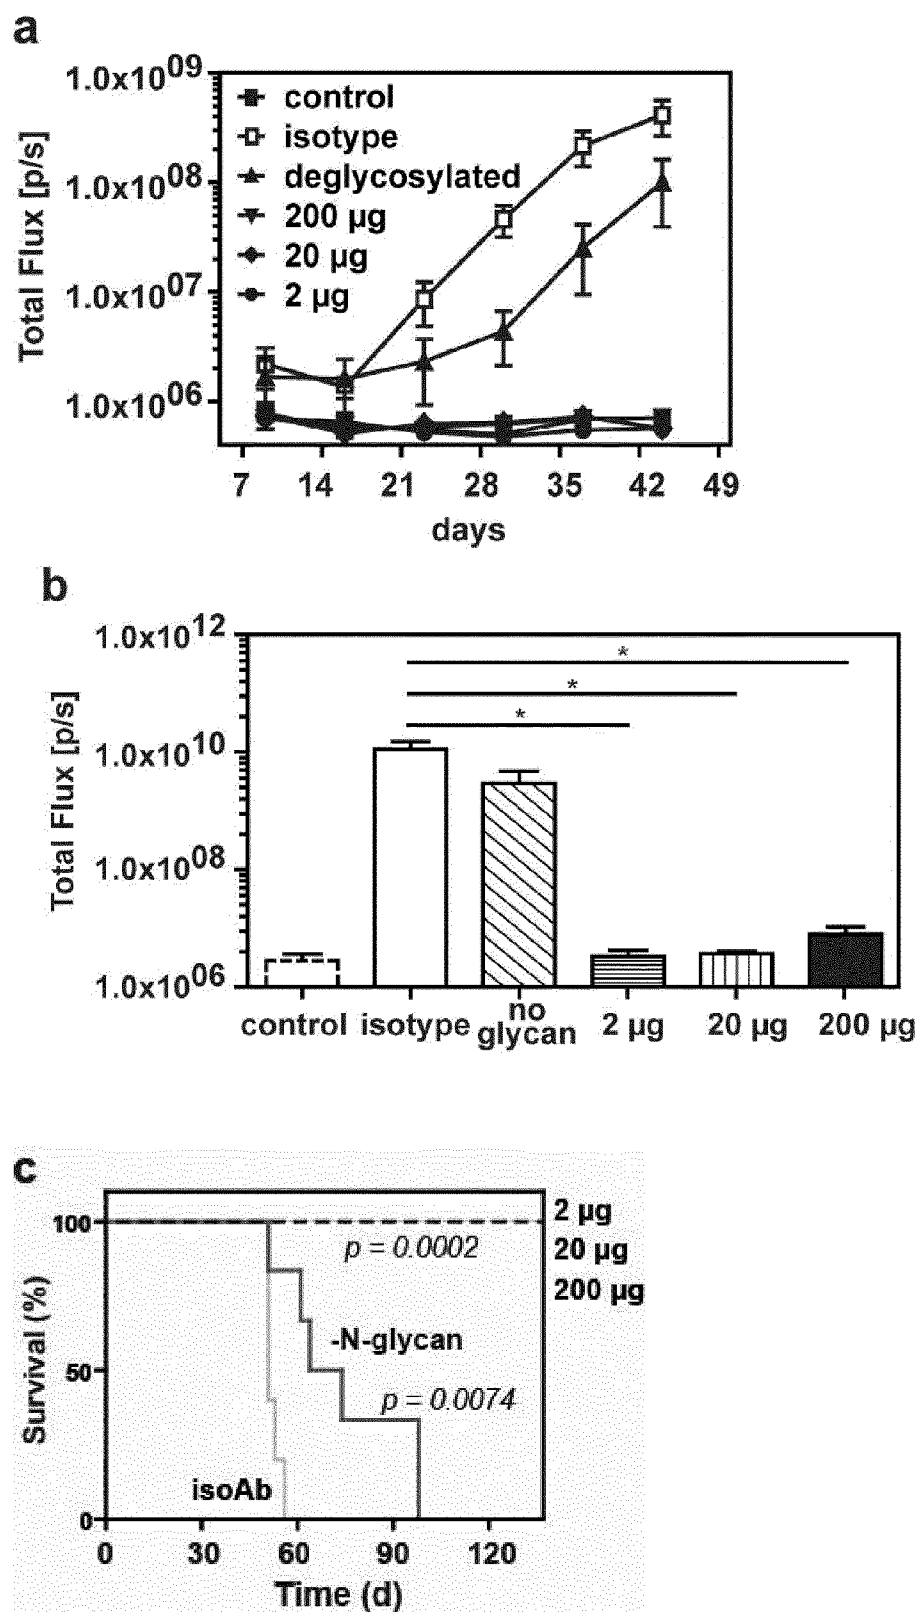 a
Total Flux [p/s]
1.0x10^09
1.0x10^08
1.0x10^07
1.0x10^06
control
isotype
deglycosylated
200 µg
20 µg
2 µg
7 14 21 28 35 42 49
days
b
Total Flux [p/s]
1.0x10^12
1.0x10^10
1.0x10^08
1.0x10^06
*
*
*
control isotype no glycan 2 µg 20 µg 200 µg
c
Survival (%)
100
50
0
2 µg
20 µg
200 µg
p = 0.0002
-N-glycan
p = 0.0074
isoAb
0 30 60 90 120
Time (d)